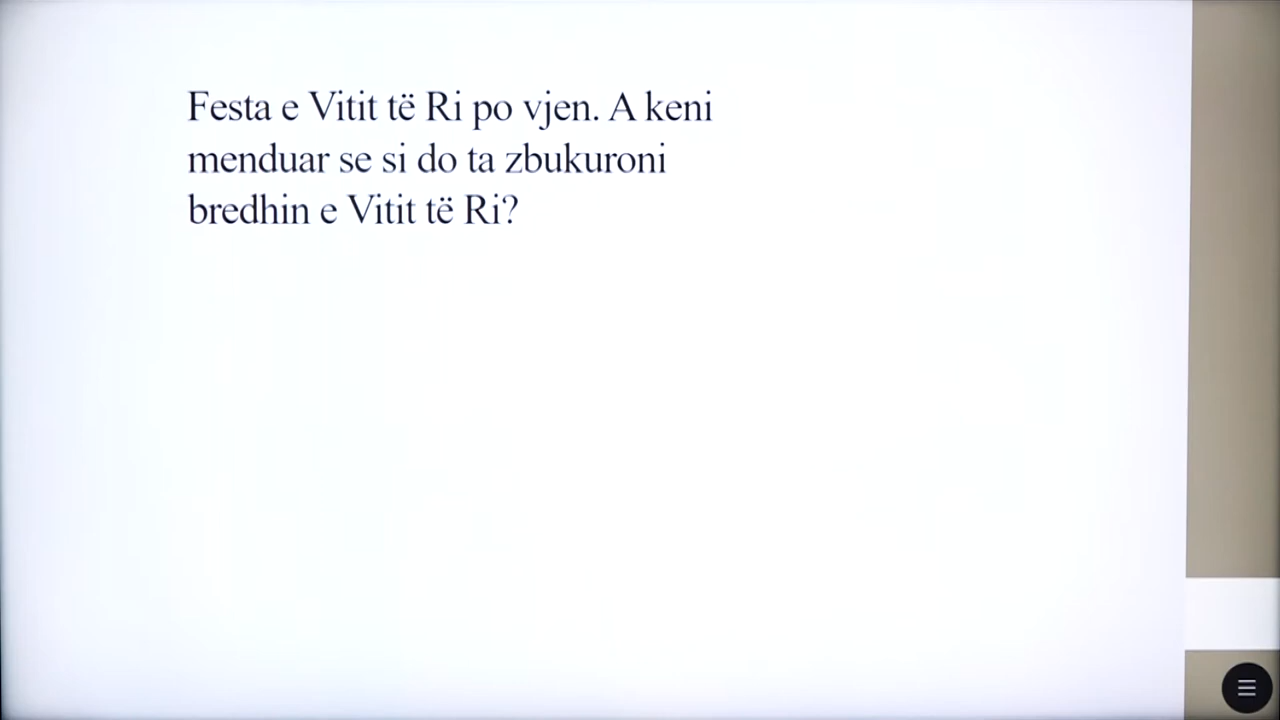 Festa e Vitit të Ri po vjen. A keni
menduar se si do ta zbukuroni
bredhin e Vitit të Ri?